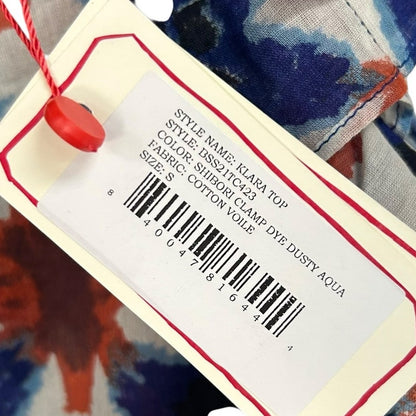 STYLE NAME: KLARA TOP
STYLE: DSS21TC423
COLOR: SHIBORI CLAMP DYE DUSTY AQUA
FABRIC: COTTON VOILE
SIZE: S
8 40047 81644 4